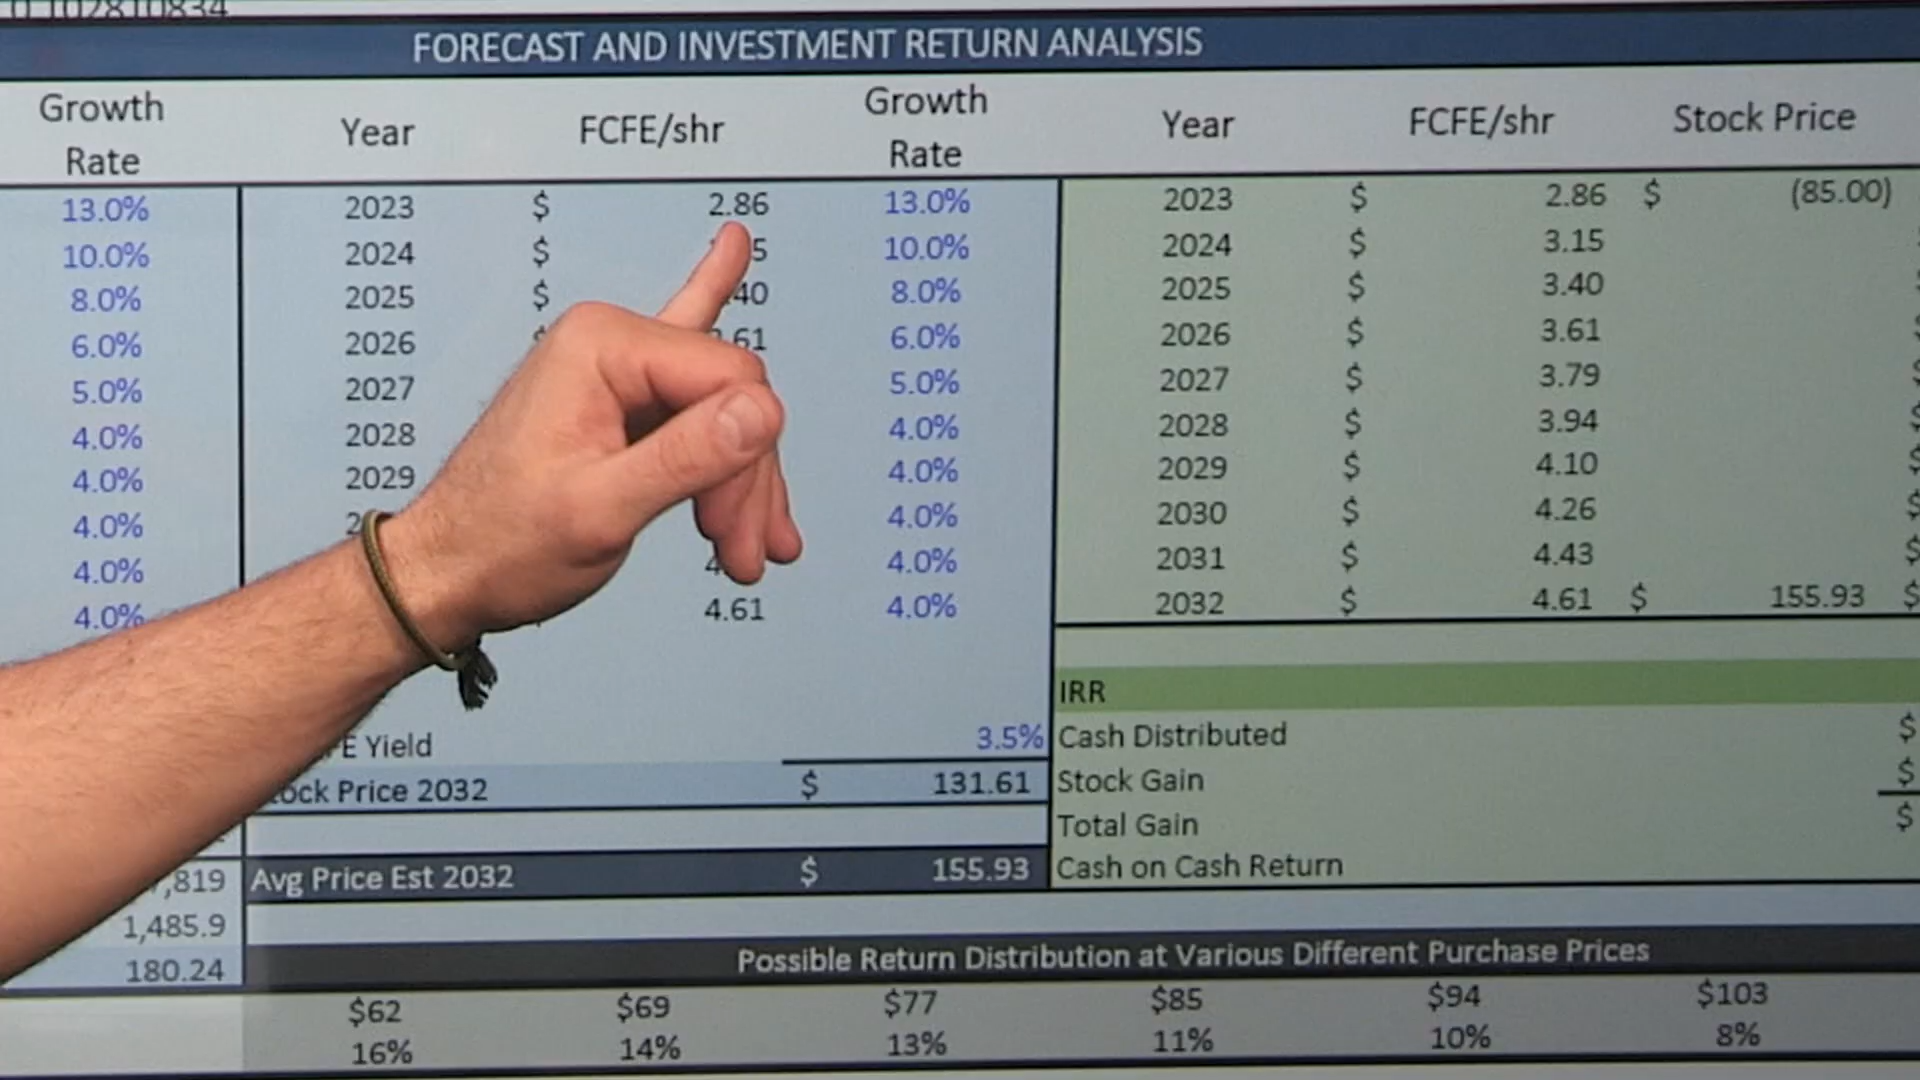 0.102810834
FORECAST AND INVESTMENT RETURN ANALYSIS
Growth Rate Year FCFE/shr Growth Rate Year FCFE/shr Stock Price
13.0% 2023 $ 2.86 13.0% 2023 $ 2.86 $ (85.00)
10.0% 2024 $ 5 10.0% 2024 $ 3.15
8.0% 2025 $ .40 8.0% 2025 $ 3.40
6.0% 2026 .61 6.0% 2026 $ 3.61
5.0% 2027 5.0% 2027 $ 3.79
4.0% 2028 4.0% 2028 $ 3.94
4.0% 2029 4.0% 2029 $ 4.10
4.0% 2 4.0% 2030 $ 4.26
4.0% 4. 4.0% 2031 $ 4.43
4.0% 4.61 4.0% 2032 $ 4.61 $ 155.93 $
IRR
E Yield 3.5% Cash Distributed $
ock Price 2032 $ 131.61 Stock Gain $
Total Gain $
,819 Avg Price Est 2032 $ 155.93 Cash on Cash Return
1,485.9
180.24
Possible Return Distribution at Various Different Purchase Prices
$62 $69 $77 $85 $94 $103
16% 14% 13% 11% 10% 8%